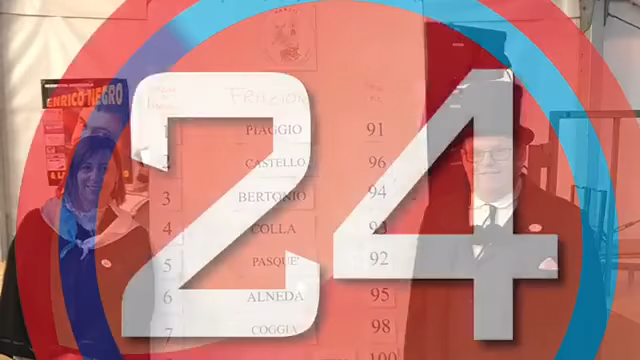 24
ENRICO NEGRO
1 PIAGGIO 91
2 CASTELLO 96
3 BERTONIO 94
4 COLLA 93
5 PASQUE' 92
6 ALNEDA 95
7 COGGIA 98
100